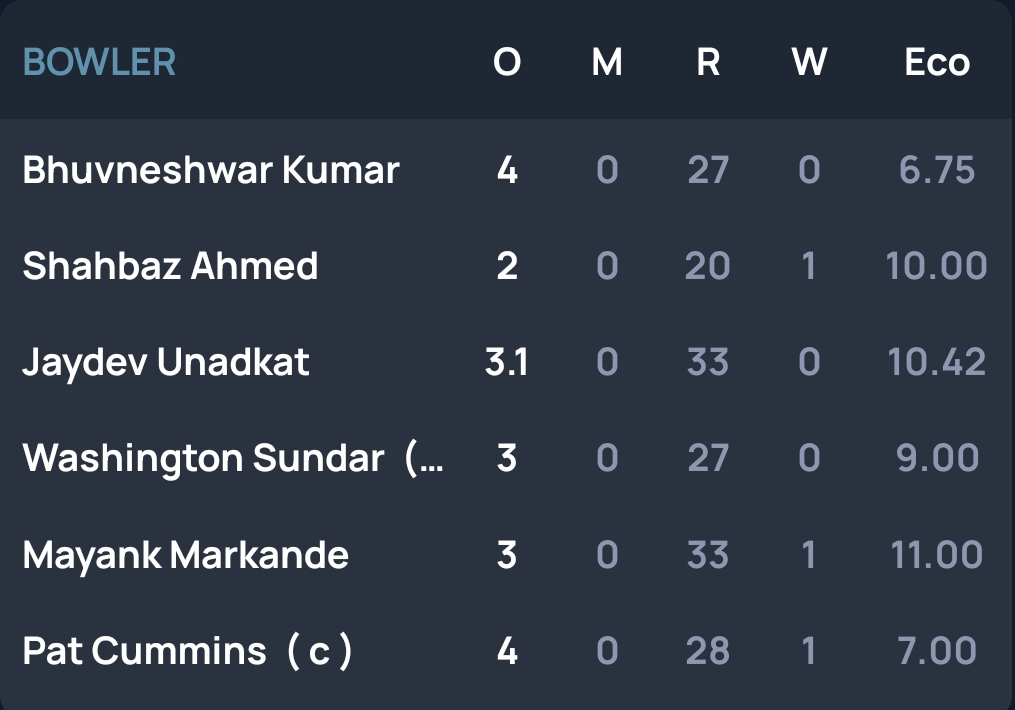 BOWLER O M R W Eco
Bhuvneshwar Kumar 4 0 27 0 6.75
Shahbaz Ahmed 2 0 20 1 10.00
Jaydev Unadkat 3.1 0 33 0 10.42
Washington Sundar (... 3 0 27 0 9.00
Mayank Markande 3 0 33 1 11.00
Pat Cummins ( c ) 4 0 28 1 7.00